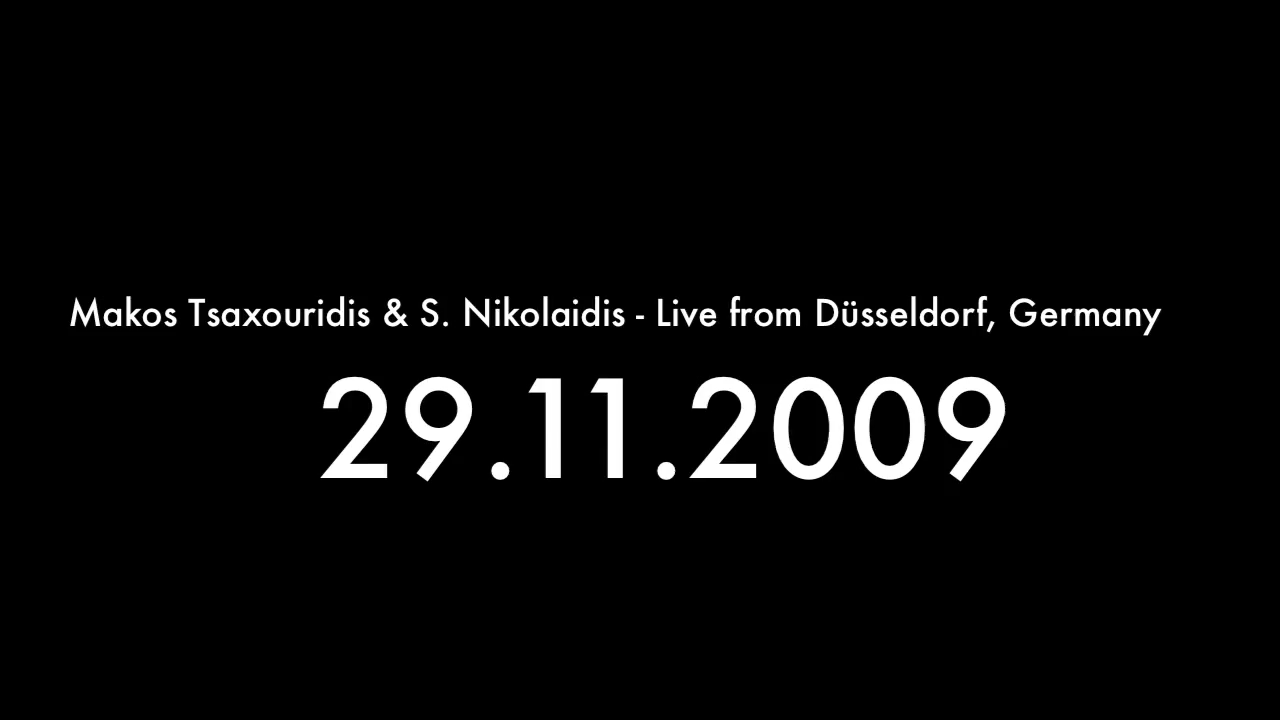 Makos Tsaxouridis & S. Nikolaidis - Live from Düsseldorf, Germany
29.11.2009